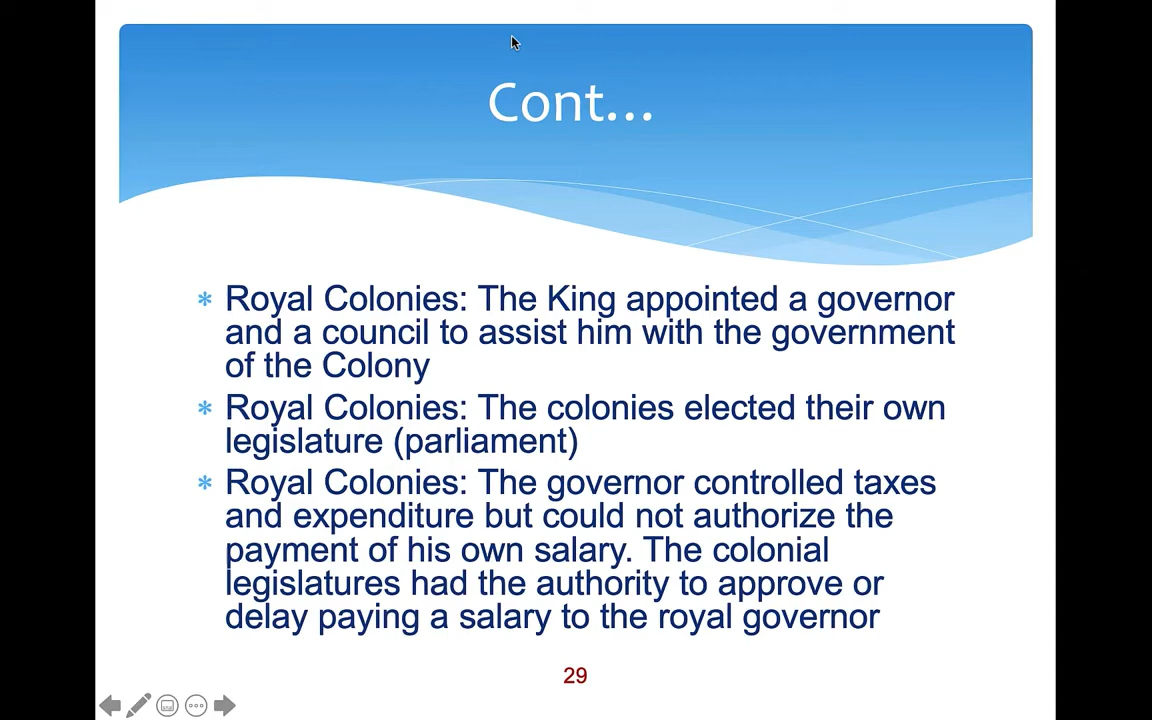 Cont...
* Royal Colonies: The King appointed a governor
and a council to assist him with the government
of the Colony
* Royal Colonies: The colonies elected their own
legislature (parliament)
* Royal Colonies: The governor controlled taxes
and expenditure but could not authorize the
payment of his own salary. The colonial
legislatures had the authority to approve or
delay paying a salary to the royal governor
29